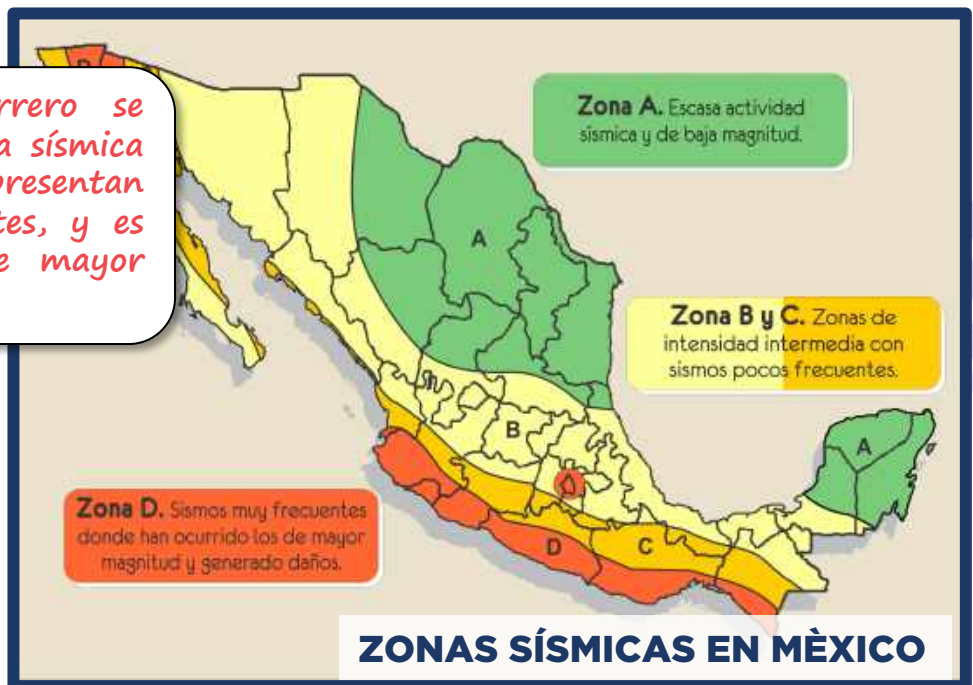 rrero se
a sísmica
presentan
tes, y es
e mayor
Zona A. Escasa actividad
sísmica y de baja magnitud.
A
Zona B y C. Zonas de
intensidad intermedia con
sismos pocos frecuentes.
B
A
Zona D. Sismos muy frecuentes
donde han ocurrido los de mayor
magnitud y generado daños.
D
C
ZONAS SÍSMICAS EN MÈXICO